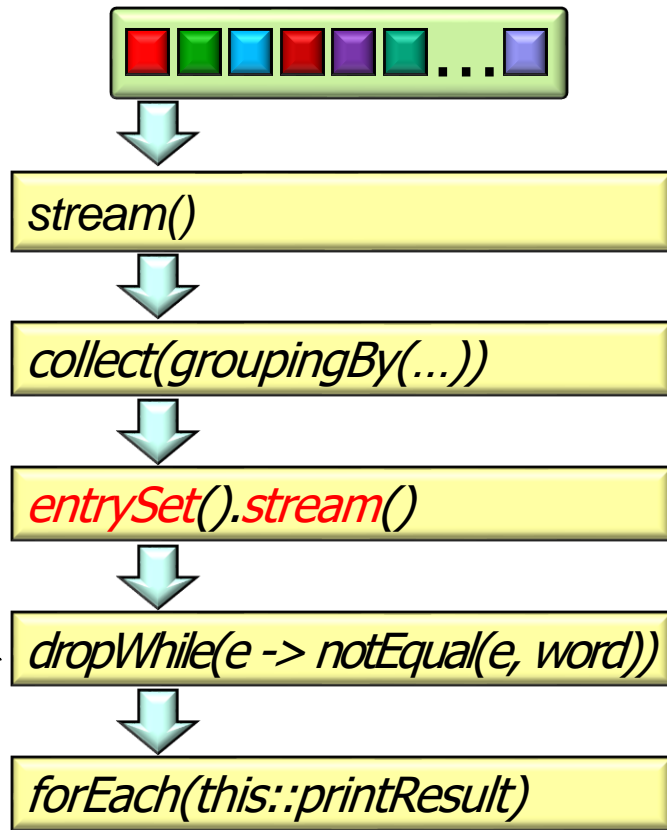 ...
stream()
collect(groupingBy(...))
entrySet().stream()
dropWhile(e -> notEqual(e, word))
forEach(this::printResult)